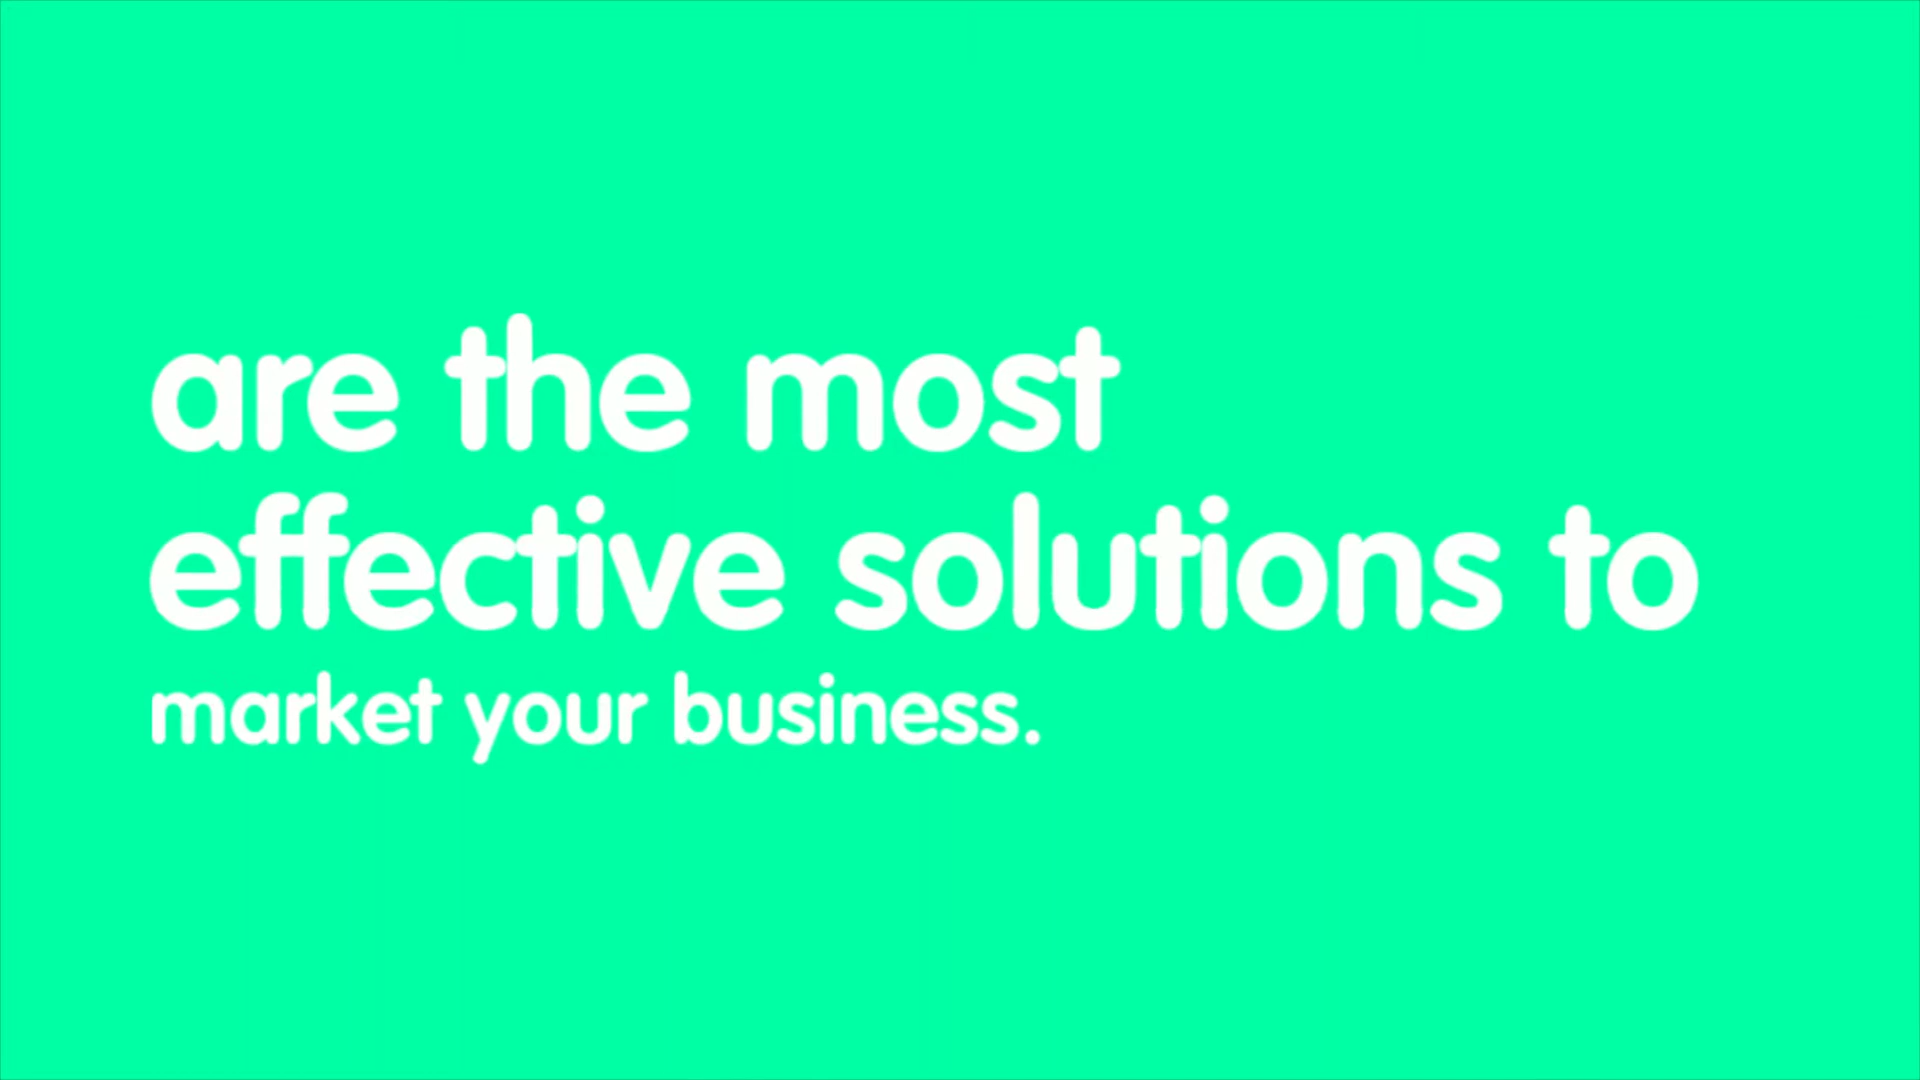 are the most
effective solutions to
market your business.